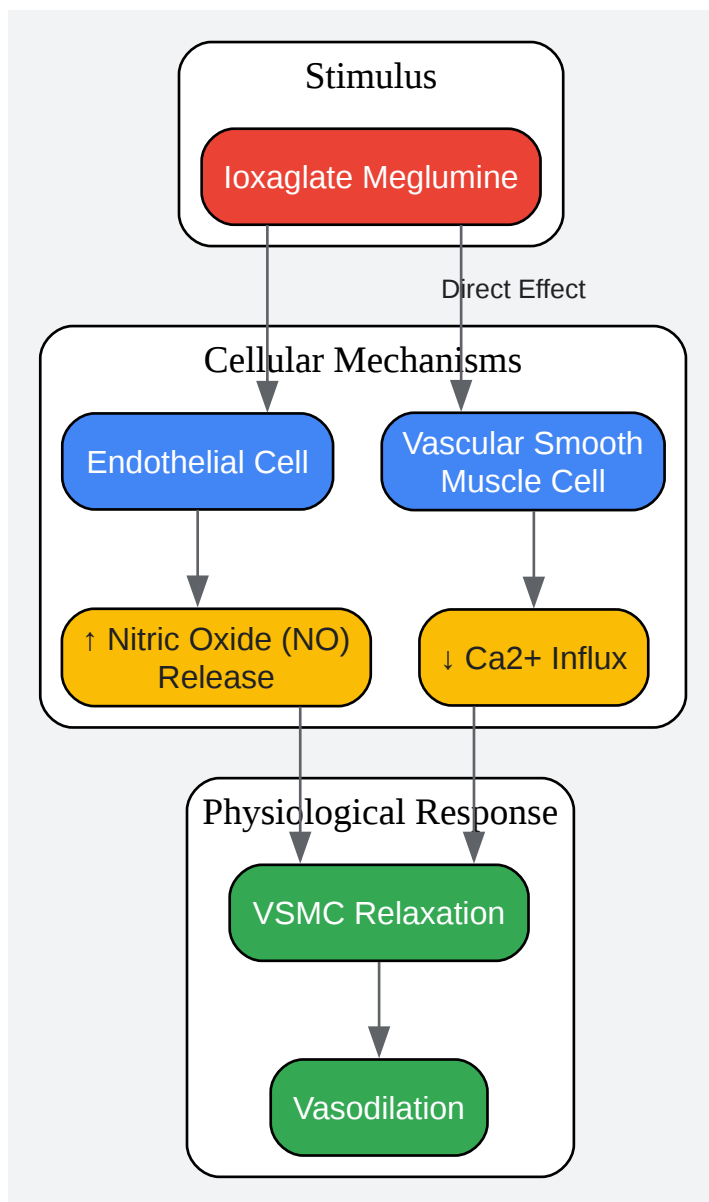 Stimulus
Ioxaglate Meglumine
Direct Effect
Cellular Mechanisms
Endothelial Cell
Vascular Smooth
Muscle Cell
↑ Nitric Oxide (NO)
Release
↓ Ca2+ Influx
Physiological Response
VSMC Relaxation
Vasodilation